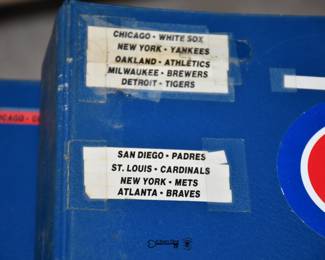 CHICAGO - WHITE SOX
NEW YORK - YANKEES
OAKLAND - ATHLETICS
MILWAUKEE - BREWERS
DETROIT - TIGERS
SAN DIEGO - PADRES
ST. LOUIS - CARDINALS
NEW YORK - METS
ATLANTA - BRAVES